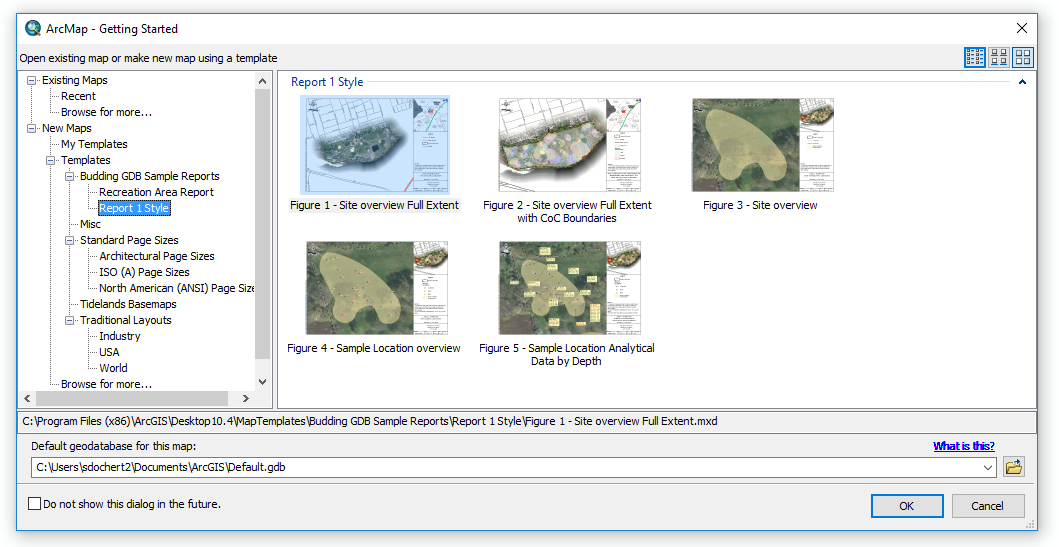 ArcMap - Getting Started
Open existing map or make new map using a template
Existing Maps
Recent
Browse for more...
New Maps
My Templates
Templates
Budding GDB Sample Reports
Recreation Area Report
Report 1 Style
Misc
Standard Page Sizes
Architectural Page Sizes
ISO (A) Page Sizes
North American (ANSI) Page Size
Tidelands Basemaps
Traditional Layouts
Industry
USA
World
Browse for more...
Report 1 Style
Figure 1 - Site overview Full Extent
Figure 2 - Site overview Full Extent
with CoC Boundaries
Figure 3 - Site overview
Figure 4 - Sample Location overview
Figure 5 - Sample Location Analytical
Data by Depth
C:\Program Files (x86)\ArcGIS\Desktop10.4\MapTemplates\Budding GDB Sample Reports\Report 1 Style\Figure 1 - Site overview Full Extent.mxd
Default geodatabase for this map:
What is this?
C:\Users\sdochert2\Documents\ArcGIS\Default.gdb
Do not show this dialog in the future.
OK
Cancel